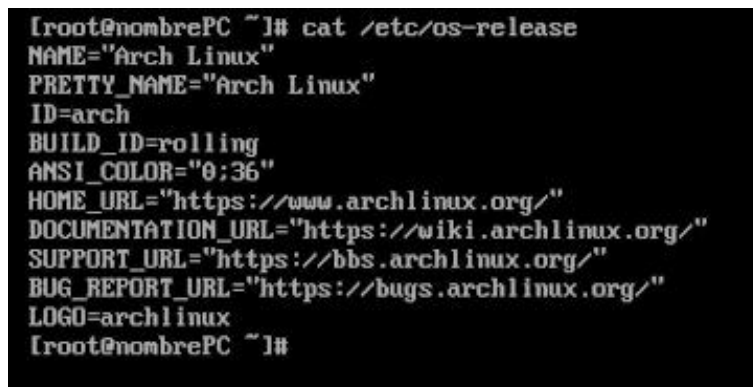 [root@nombrePC ~]# cat /etc/os-release
NAME="Arch Linux"
PRETTY_NAME="Arch Linux"
ID=arch
BUILD_ID=rolling
ANSI_COLOR="0;36"
HOME_URL="https://www.archlinux.org/"
DOCUMENTATION_URL="https://wiki.archlinux.org/"
SUPPORT_URL="https://bbs.archlinux.org/"
BUG_REPORT_URL="https://bugs.archlinux.org/"
LOGO=archlinux
[root@nombrePC ~]#